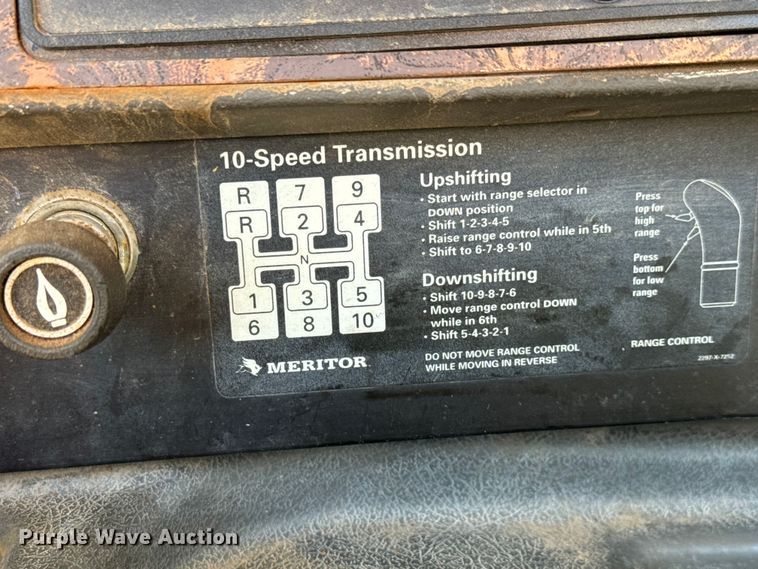 10-Speed Transmission
R 7 9
R 2 4
N
1 3 5
6 8 10
MERITOR
Upshifting
• Start with range selector in
DOWN position
• Shift 1-2-3-4-5
• Raise range control while in 5th
• Shift to 6-7-8-9-10
Downshifting
• Shift 10-9-8-7-6
• Move range control DOWN
while in 6th
• Shift 5-4-3-2-1
DO NOT MOVE RANGE CONTROL
WHILE MOVING IN REVERSE
Press
top for
high
range
Press
bottom
for low
range
RANGE CONTROL
2297-X-7252
Purple Wave Auction